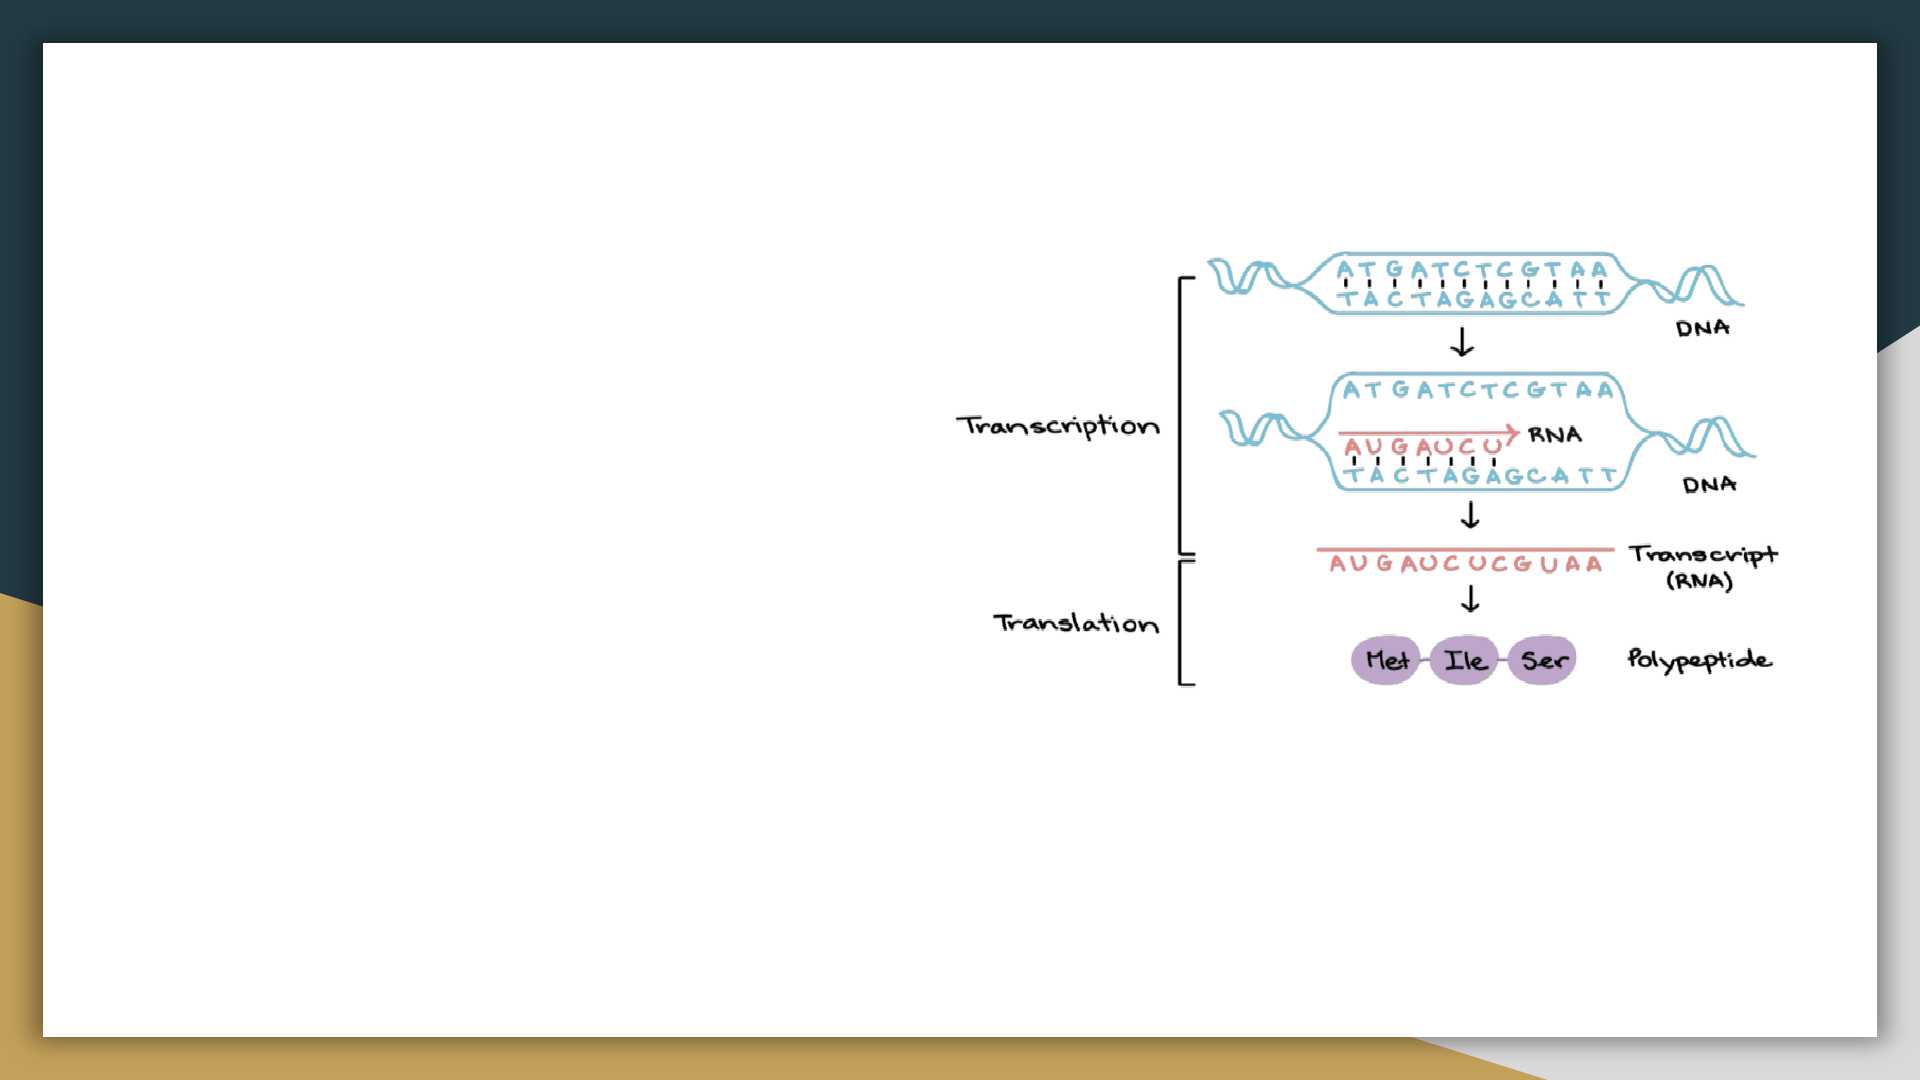 ATGATCTCGTAA
TACTAGAGCATT
DNA
ATGATCTCGTAA
Transcription
RNA
AUGAUCU
TACTAGAGCATT
DNA
AUGAUCUCGUAA
Transcript
(RNA)
Translation
Met Ile Ser
Polypeptide